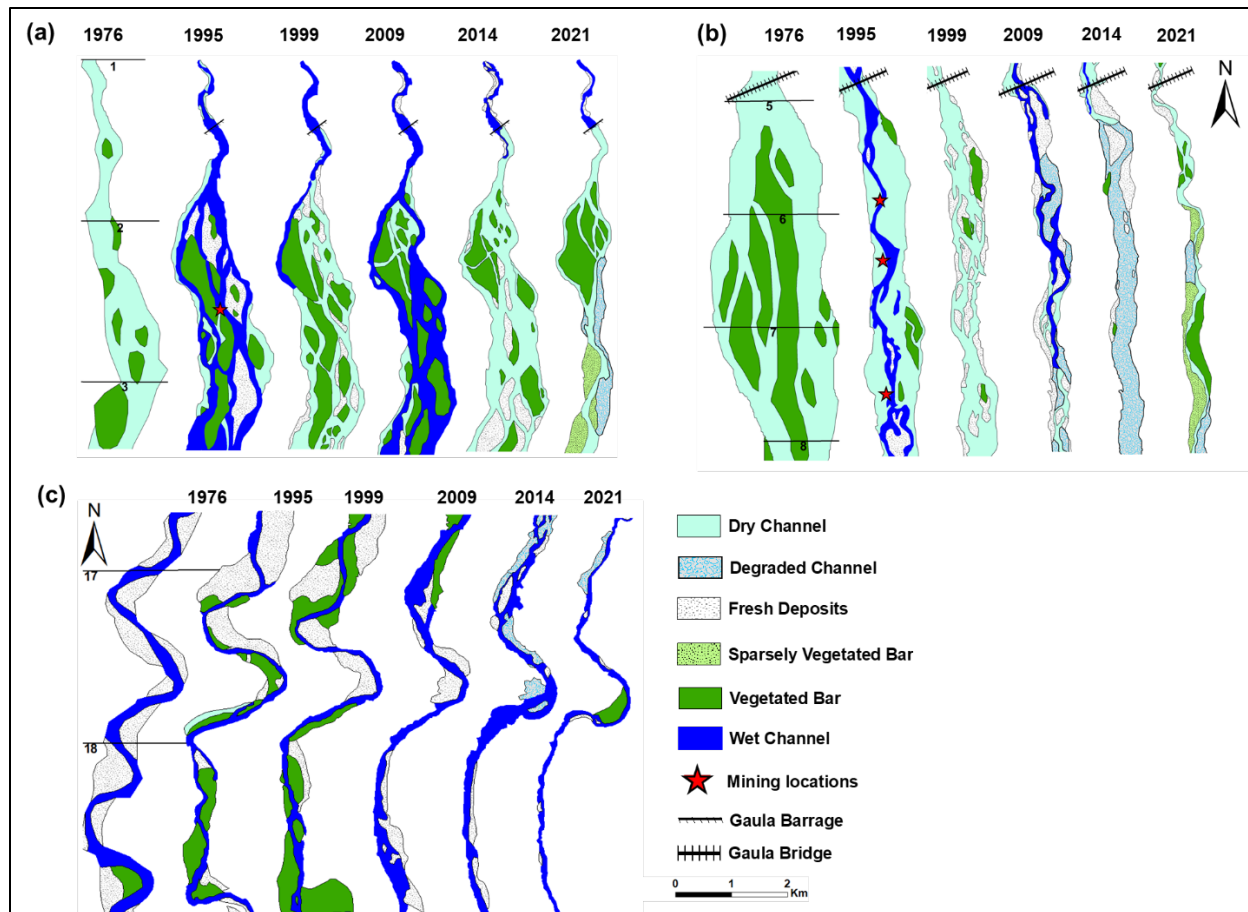 (a)
1976 1995 1999 2009 2014 2021
1
2
3
(b)
1976 1995 1999 2009 2014 2021
N
5
6
7
8
(c)
N
1976 1995 1999 2009 2014 2021
17
18
Dry Channel
Degraded Channel
Fresh Deposits
Sparsely Vegetated Bar
Vegetated Bar
Wet Channel
Mining locations
Gaula Barrage
Gaula Bridge
0 1 2
Km